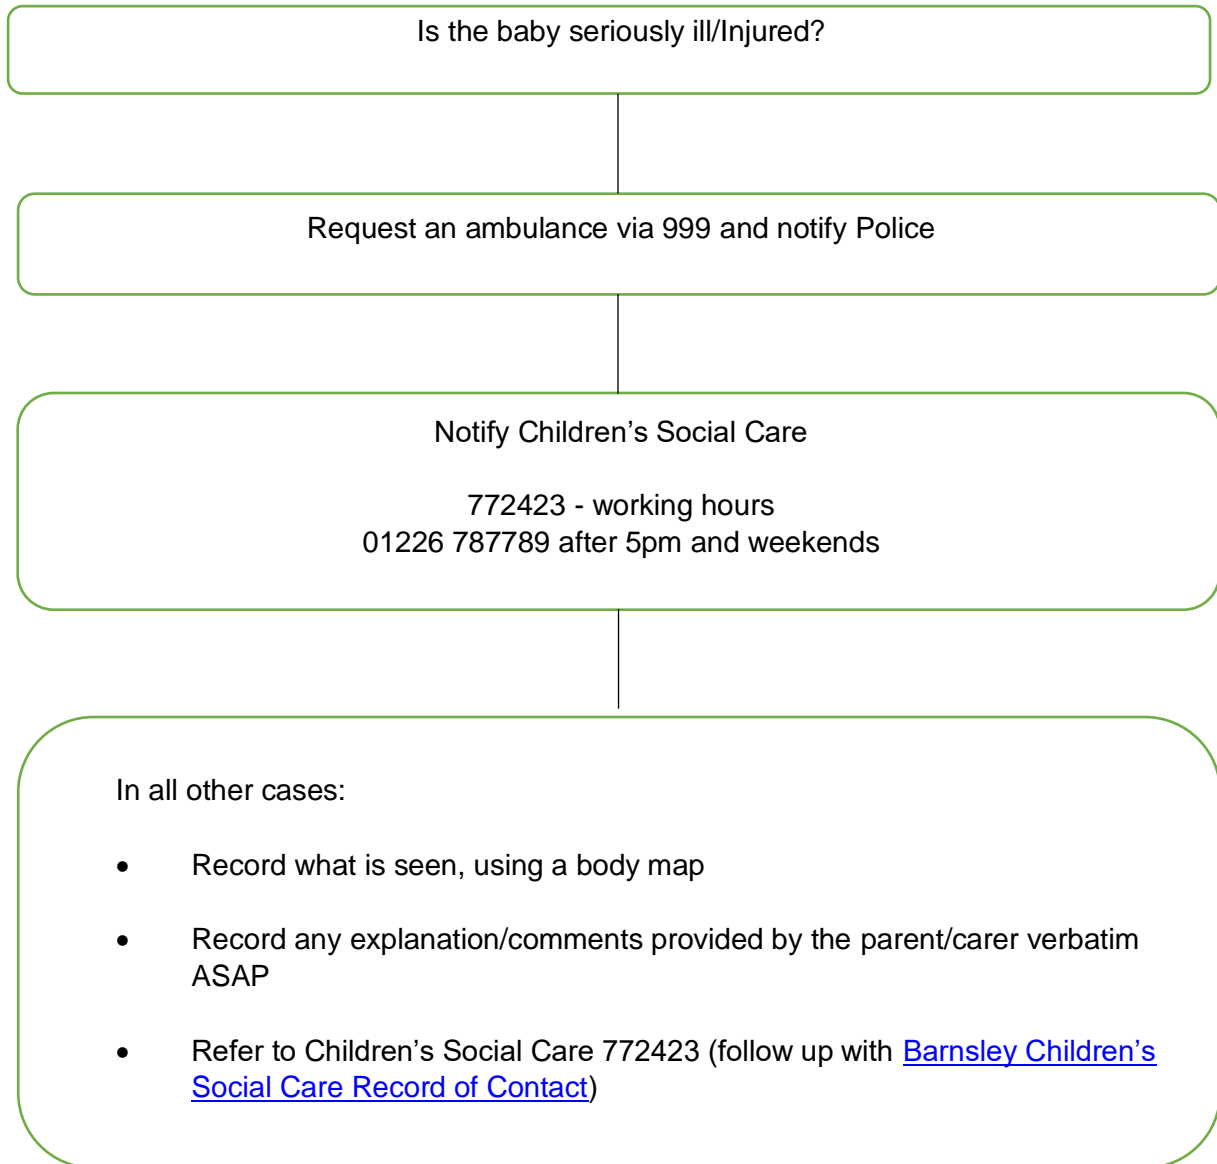 Is the baby seriously ill/Injured?
Request an ambulance via 999 and notify Police
Notify Children’s Social Care
772423 - working hours
01226 787789 after 5pm and weekends
In all other cases:
• Record what is seen, using a body map
• Record any explanation/comments provided by the parent/carer verbatim
ASAP
• Refer to Children’s Social Care 772423 (follow up with Barnsley Children’s
Social Care Record of Contact)